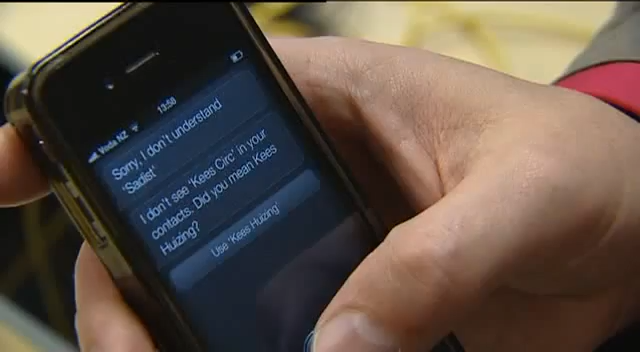 Voda NZ
13:58
Sorry, I don't understand
'Sadist'
I don't see 'Kees Circ' in your
contacts. Did you mean Kees
Huizing?
Use 'Kees Huizing'